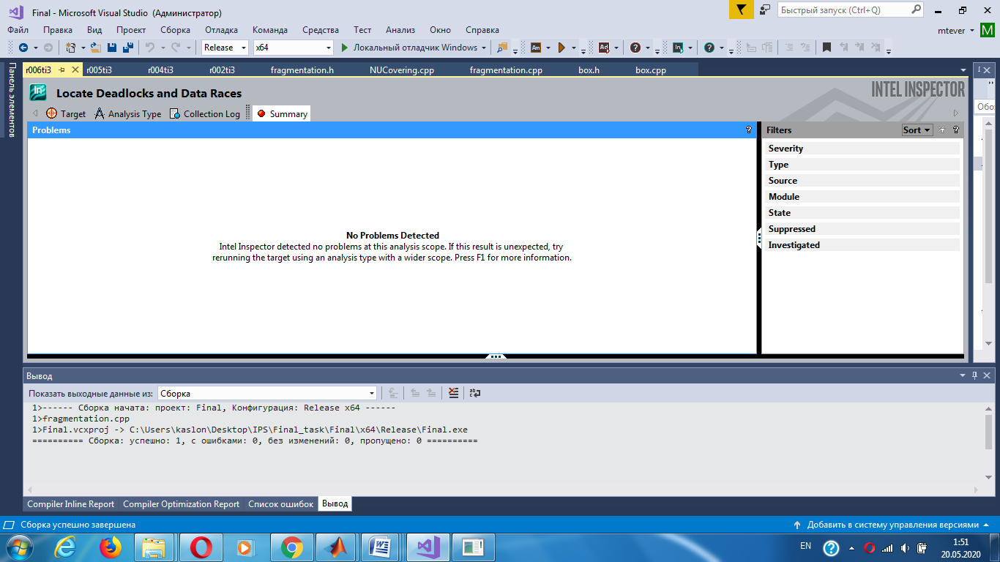 Final - Microsoft Visual Studio (Администратор)
Быстрый запуск (Ctrl+Q)
Файл Правка Вид Проект Сборка Отладка Команда Средства Тест Анализ Окно Справка
mtever M
Release x64 Локальный отладчик Windows
Панель элементов
r006ti3 r005ti3 r004ti3 r002ti3 fragmentation.h NUCovering.cpp fragmentation.cpp box.h box.cpp
Locate Deadlocks and Data Races
INTEL INSPECTOR
Обо
Target Analysis Type Collection Log Summary
Problems ?
Filters Sort ?
Severity
Type
Source
Module
State
Suppressed
Investigated
No Problems Detected
Intel Inspector detected no problems at this analysis scope. If this result is unexpected, try
rerunning the target using an analysis type with a wider scope. Press F1 for more information.
Вывод
Показать выходные данные из: Сборка
1>------ Сборка начата: проект: Final, Конфигурация: Release x64 ------
1>fragmentation.cpp
1>Final.vcxproj -> C:\Users\kaslon\Desktop\IPS\Final_task\Final\x64\Release\Final.exe
========== Сборка: успешно: 1, с ошибками: 0, без изменений: 0, пропущено: 0 ==========
Compiler Inline Report Compiler Optimization Report Список ошибок Вывод
Сборка успешно завершена
Добавить в систему управления версиями
EN
1:51
20.05.2020